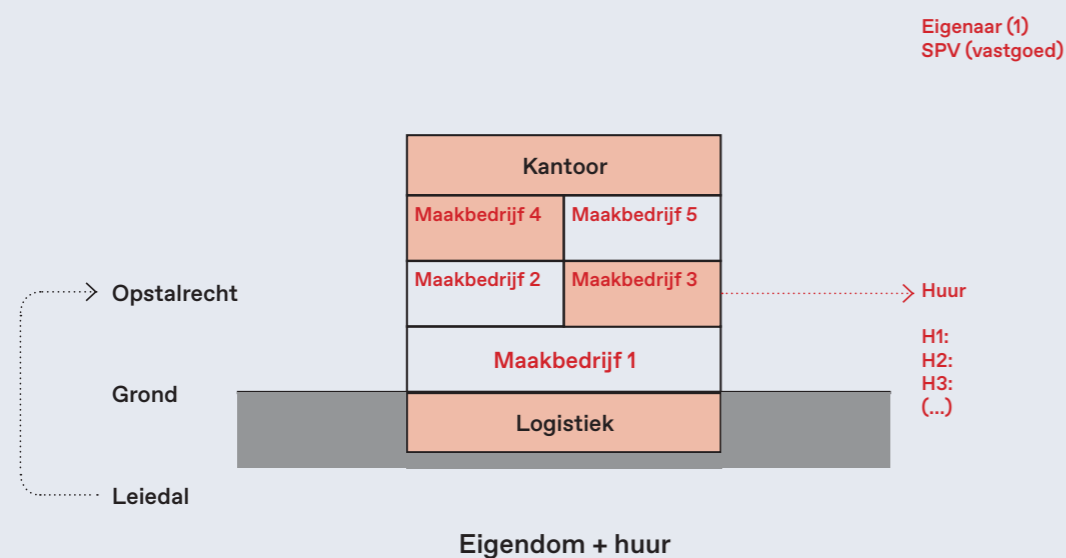 Eigenaar (1)
SPV (vastgoed)
Kantoor
Maakbedrijf 4
Maakbedrijf 5
Maakbedrijf 2
Maakbedrijf 3
Opstalrecht
Huur
Maakbedrijf 1
H1:
H2:
H3:
(...)
Grond
Logistiek
Leiedal
Eigendom + huur